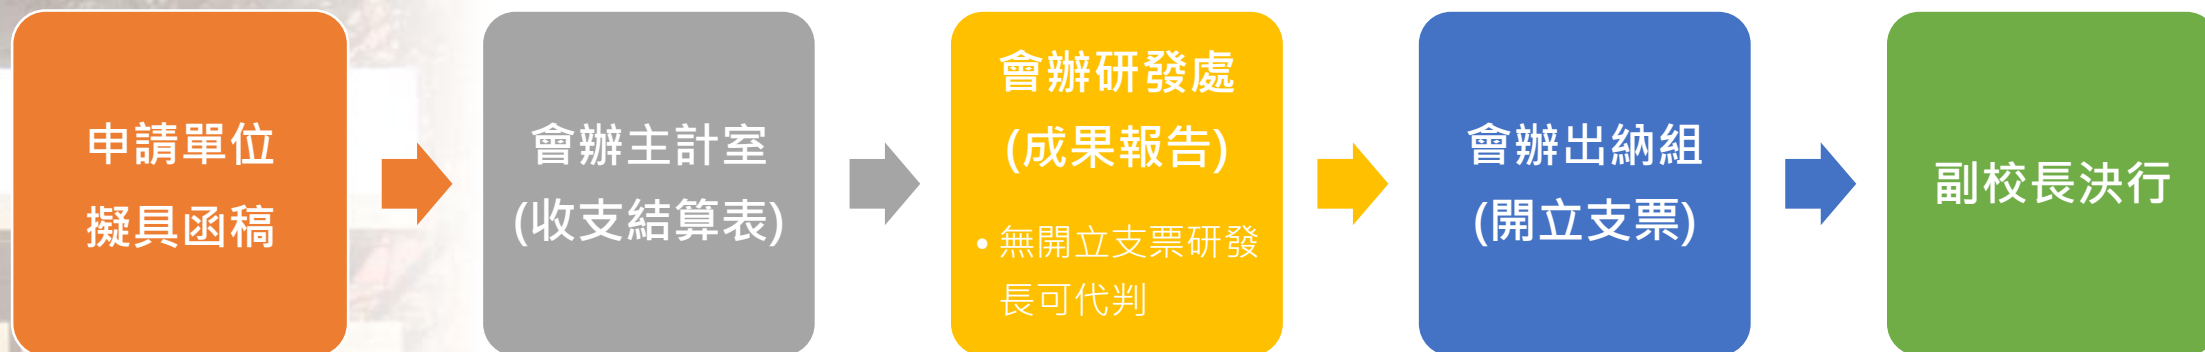 申請單位
擬具函稿
會辦主計室
(收支結算表)
會辦研發處
(成果報告)
• 無開立支票研發
長可代判
會辦出納組
(開立支票)
副校長決行